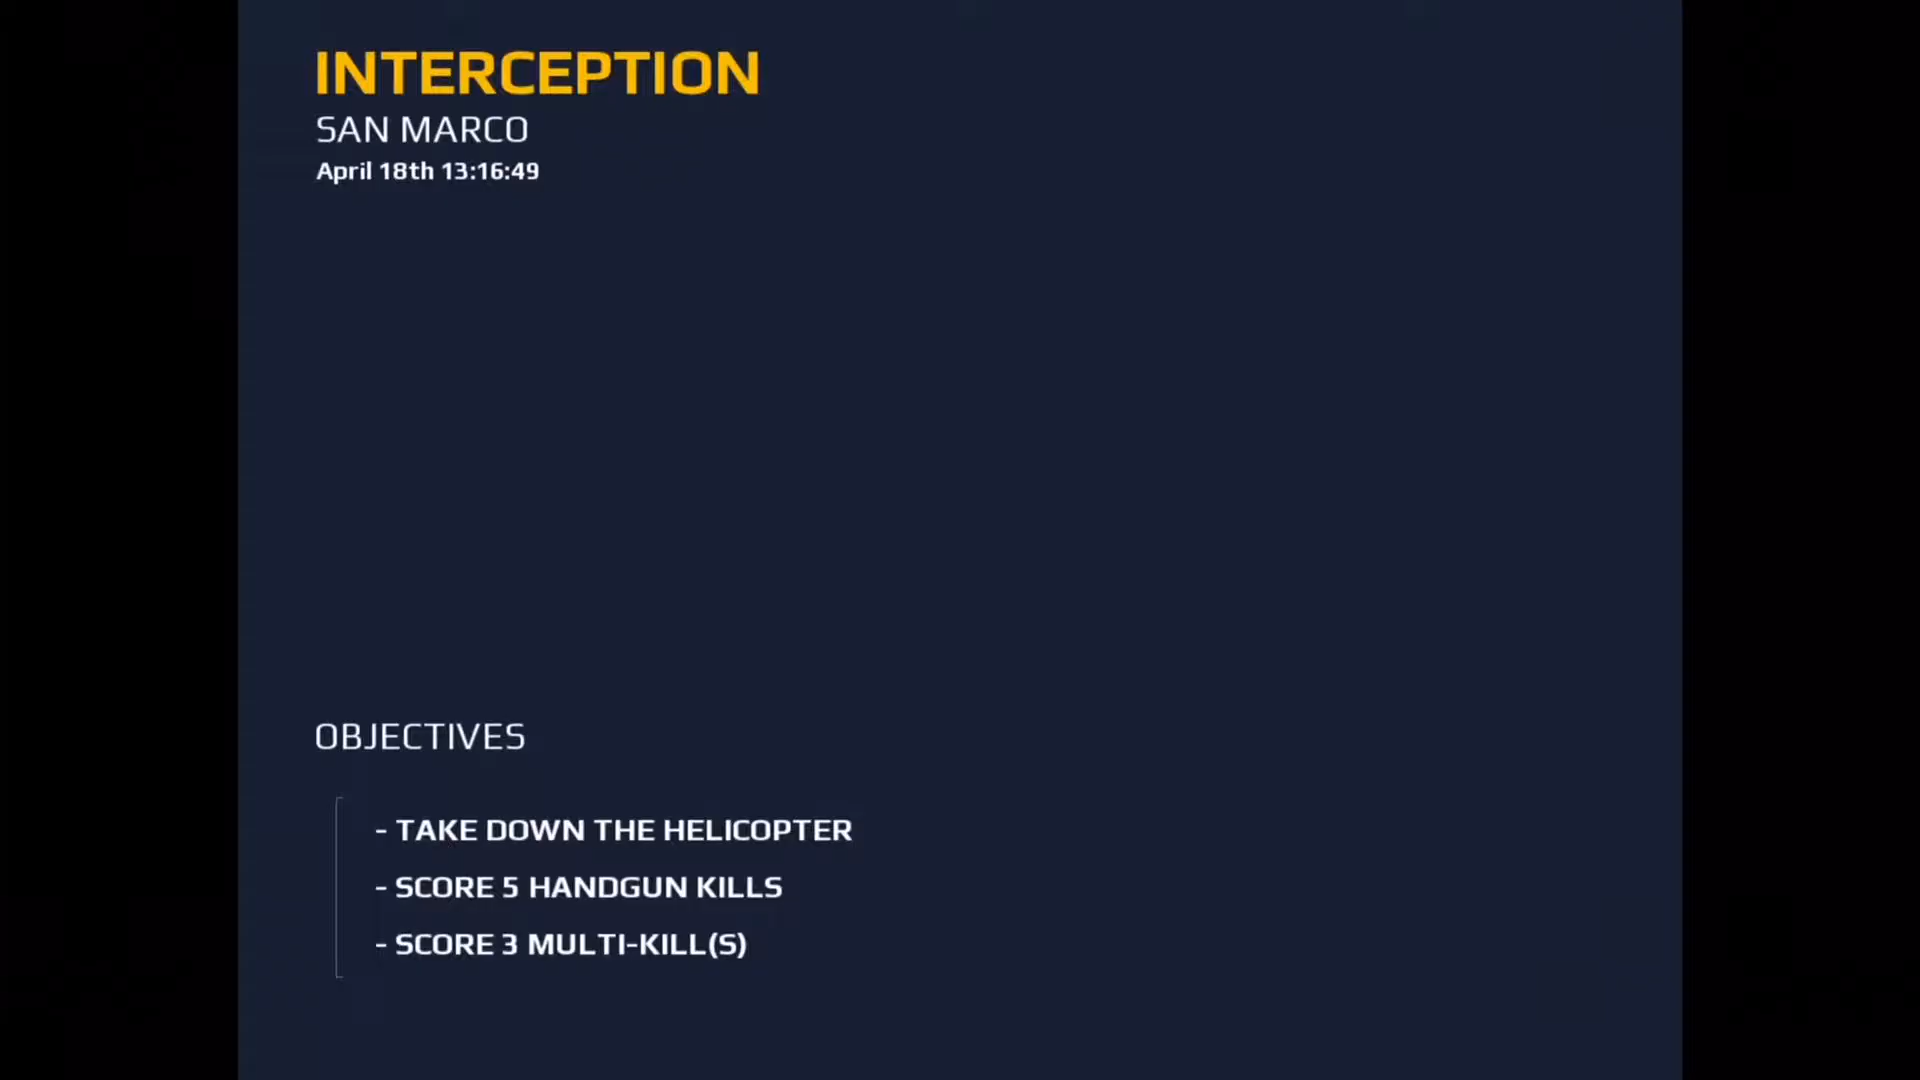 INTERCEPTION
SAN MARCO
April 18th 13:16:49
OBJECTIVES
- TAKE DOWN THE HELICOPTER
- SCORE 5 HANDGUN KILLS
- SCORE 3 MULTI-KILL(S)